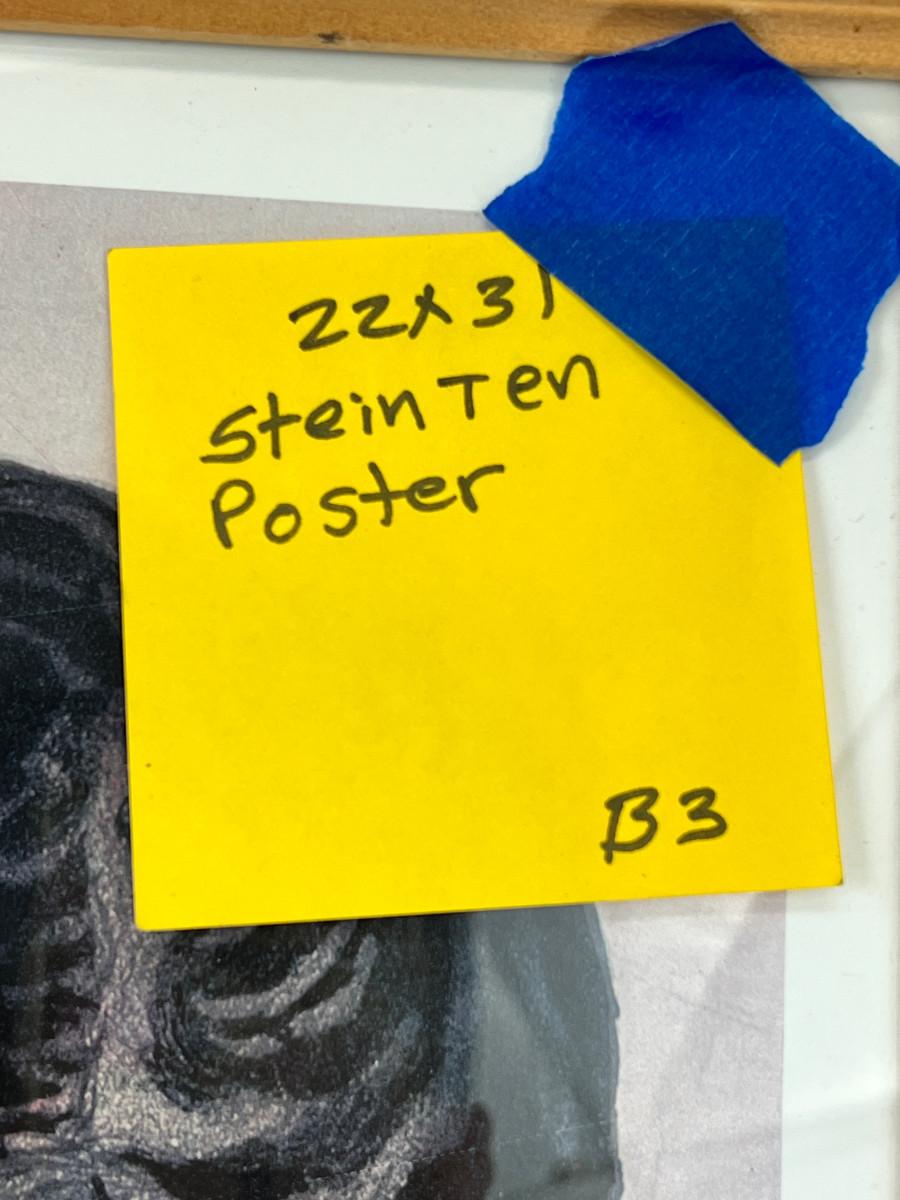 22x31
Stein Ten
Poster
B3